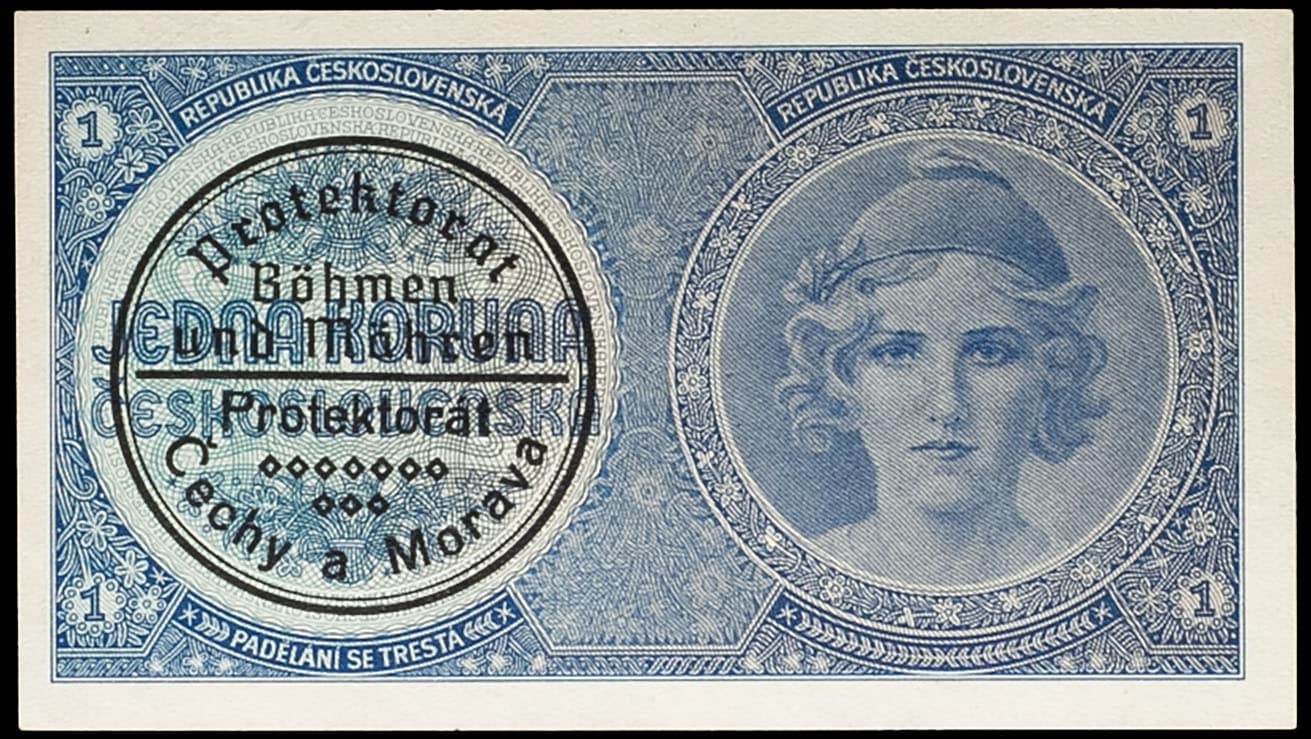 REPUBLIKA ČESKOSLOVENSKÁ
REPUBLIKA ČESKOSLOVENSKÁ
1
1
Protektorat
Böhmen
und Mähren
JEDNA KORUNA
Protektorát
ČESKOSLOVENSKÁ
Čechy a Morava
1
1
PADĚLÁNÍ SE TRESTÁ